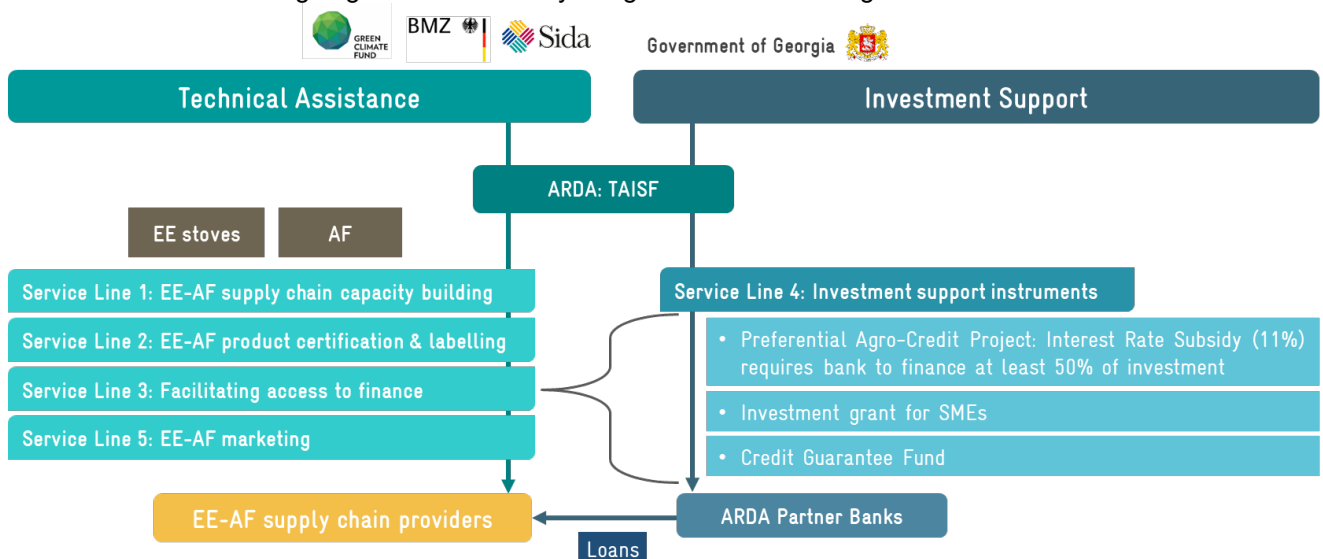 GREEN
CLIMATE
FUND
BMZ
Sida
Government of Georgia
Technical Assistance
Investment Support
ARDA: TAISF
EE stoves
AF
Service Line 1: EE-AF supply chain capacity building
Service Line 2: EE-AF product certification & labelling
Service Line 3: Facilitating access to finance
Service Line 5: EE-AF marketing
Service Line 4: Investment support instruments
• Preferential Agro-Credit Project: Interest Rate Subsidy (11%)
requires bank to finance at least 50% of investment
• Investment grant for SMEs
• Credit Guarantee Fund
EE-AF supply chain providers
ARDA Partner Banks
Loans